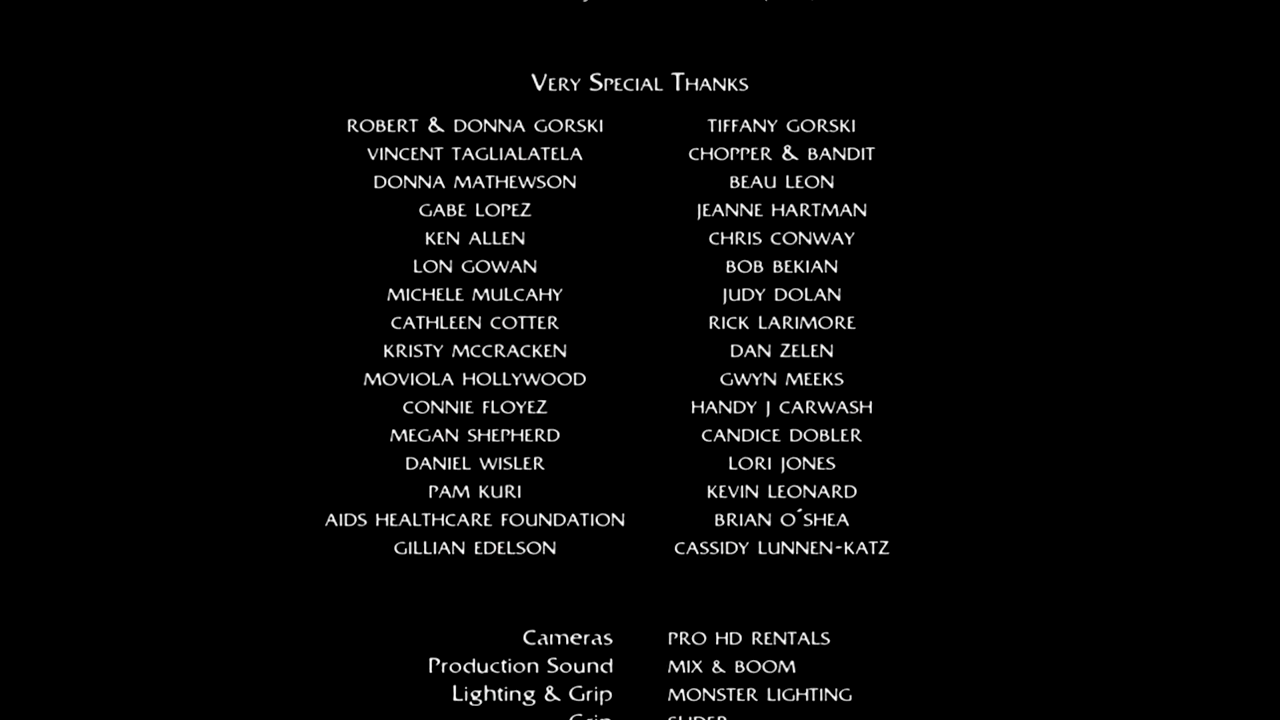 Very Special Thanks
ROBERT & DONNA GORSKI TIFFANY GORSKI
VINCENT TAGLIALATELA CHOPPER & BANDIT
DONNA MATHEWSON BEAU LEON
GABE LOPEZ JEANNE HARTMAN
KEN ALLEN CHRIS CONWAY
LON GOWAN BOB BEKIAN
MICHELE MULCAHY JUDY DOLAN
CATHLEEN COTTER RICK LARIMORE
KRISTY MCCRACKEN DAN ZELEN
MOVIOLA HOLLYWOOD GWYN MEEKS
CONNIE FLOYEZ HANDY J CARWASH
MEGAN SHEPHERD CANDICE DOBLER
DANIEL WISLER LORI JONES
PAM KURI KEVIN LEONARD
AIDS HEALTHCARE FOUNDATION BRIAN O'SHEA
GILLIAN EDELSON CASSIDY LUNNEN-KATZ
Cameras PRO HD RENTALS
Production Sound MIX & BOOM
Lighting & Grip MONSTER LIGHTING